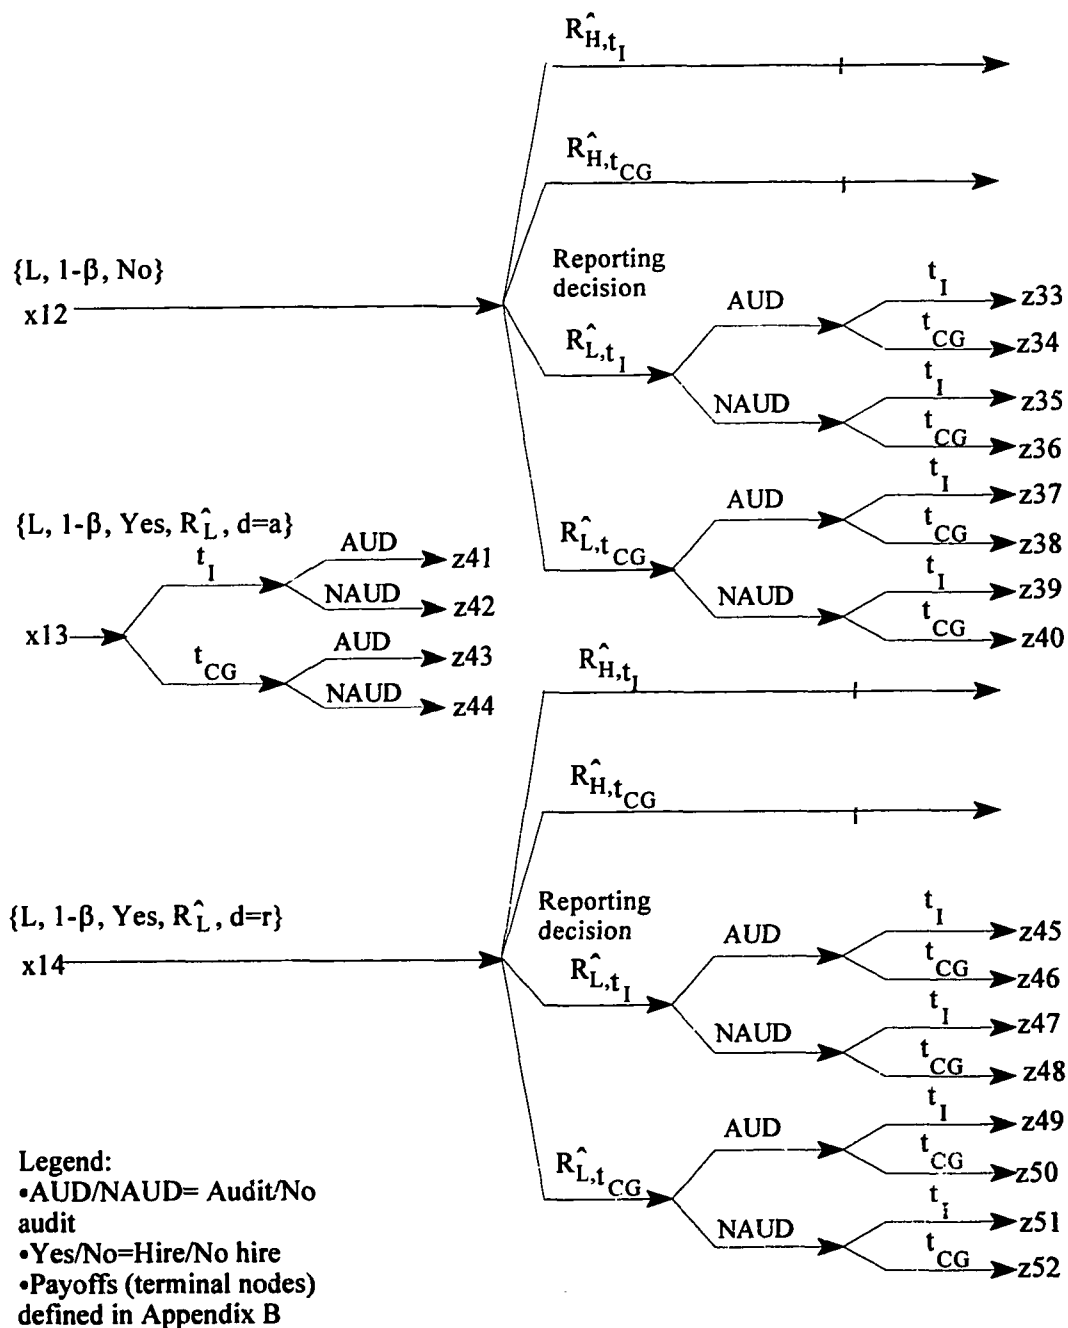 R̂H,tI
R̂H,tCG
{L, 1-β, No}
x12
Reporting
decision
R̂L,tI
AUD
tI
z33
tCG
z34
NAUD
tI
z35
tCG
z36
R̂L,tCG
AUD
tI
z37
tCG
z38
NAUD
tI
z39
tCG
z40
{L, 1-β, Yes, R̂L, d=a}
x13
tI
AUD
z41
NAUD
z42
tCG
AUD
z43
NAUD
z44
R̂H,tI
R̂H,tCG
{L, 1-β, Yes, R̂L, d=r}
x14
Reporting
decision
R̂L,tI
AUD
tI
z45
tCG
z46
NAUD
tI
z47
tCG
z48
R̂L,tCG
AUD
tI
z49
tCG
z50
NAUD
tI
z51
tCG
z52
Legend:
•AUD/NAUD= Audit/No
audit
•Yes/No=Hire/No hire
•Payoffs (terminal nodes)
defined in Appendix B